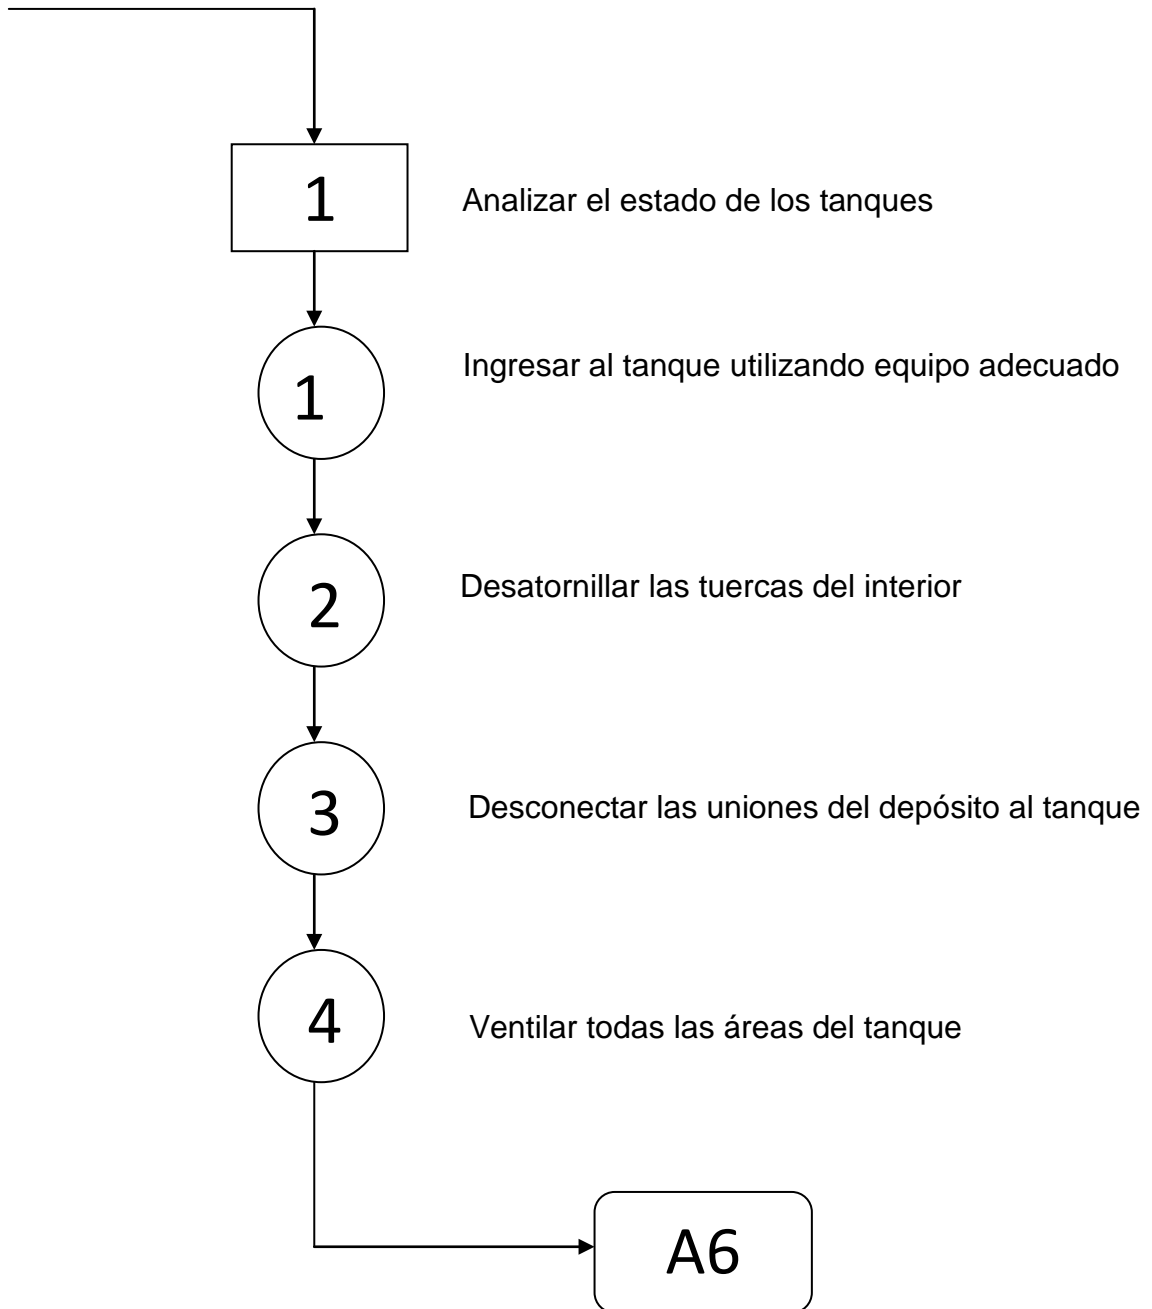 1
Analizar el estado de los tanques
1
Ingresar al tanque utilizando equipo adecuado
2
Desatornillar las tuercas del interior
3
Desconectar las uniones del depósito al tanque
4
Ventilar todas las áreas del tanque
A6